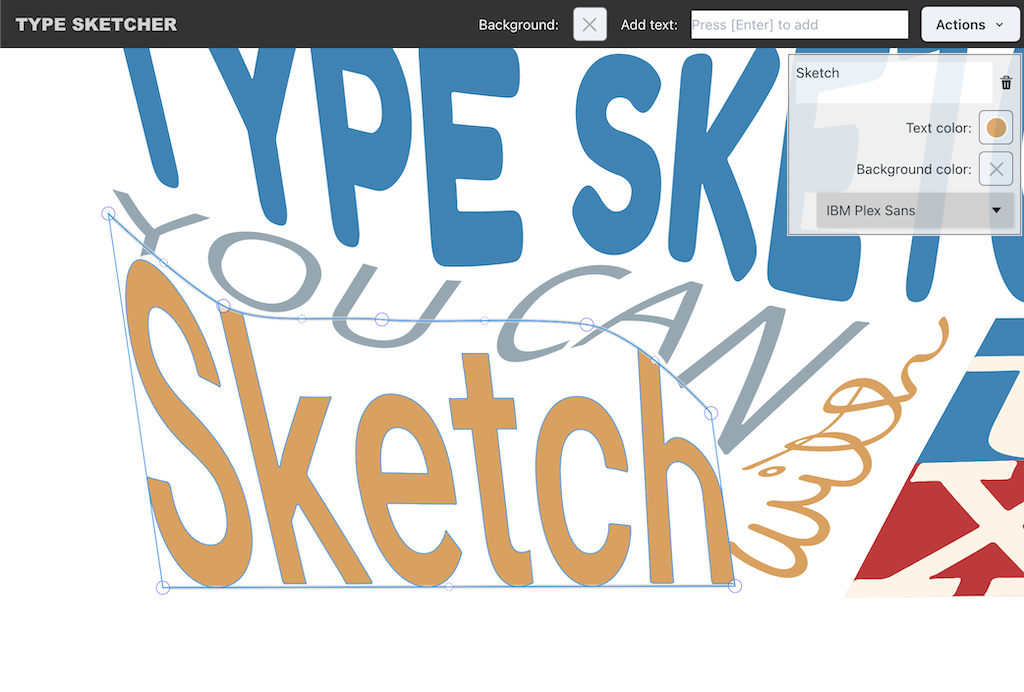 TYPE SKETCHER
Background:
Add text:
Press [Enter] to add
Actions
Sketch
Text color:
Background color:
IBM Plex Sans
TYPE SKETC
YOU CAN
Sketch